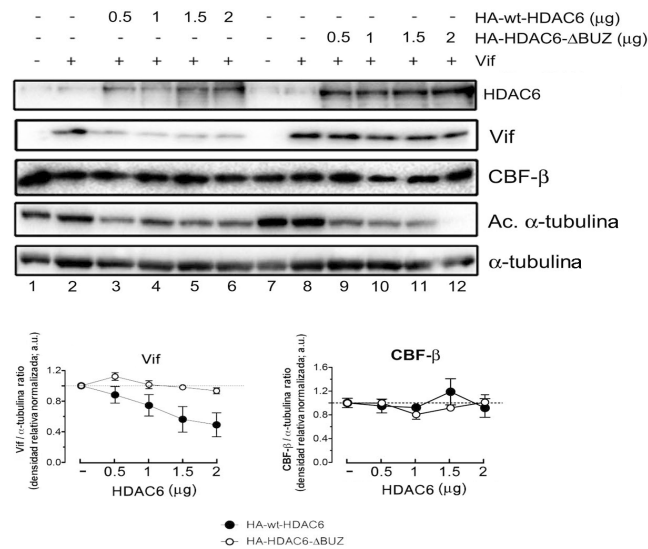 0.5 1 1.5 2 HA-wt-HDAC6 (μg)
0.5 1 1.5 2 HA-HDAC6-ΔBUZ (μg)
- + + + + + - + + + + + Vif
HDAC6
Vif
CBF-β
Ac. α-tubulina
α-tubulina
1 2 3 4 5 6 7 8 9 10 11 12
Vif
Vif / α-tubulina ratio
(densidad relativa normalizada; a.u.)
1.2
1.0
0.8
0.4
0.0
- 0.5 1 1.5 2
HDAC6 (μg)
CBF-β
CBF-β / α-tubulina ratio
(densidad relativa normalizada; a.u.)
1.6
1.2
1.0
0.8
0.4
0.0
- 0.5 1 1.5 2
HDAC6 (μg)
HA-wt-HDAC6
HA-HDAC6-ΔBUZ